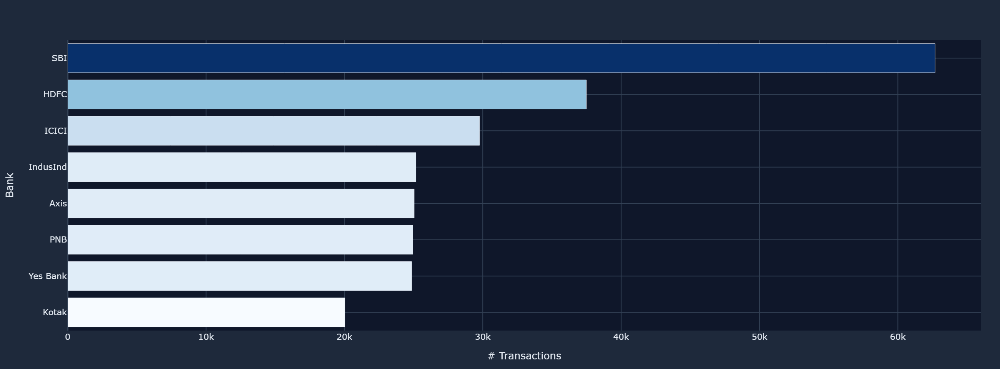 SBI
HDFC
ICICI
IndusInd
Axis
PNB
Yes Bank
Kotak
Bank
0 10k 20k 30k 40k 50k 60k
# Transactions